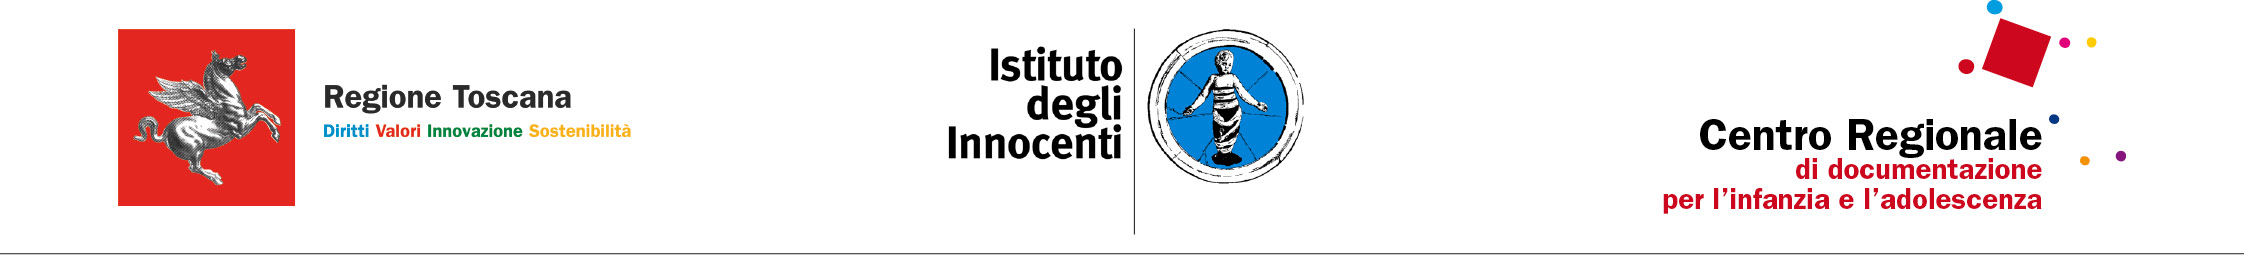 Regione Toscana
Diritti Valori Innovazione Sostenibilità
Istituto
degli
Innocenti
Centro Regionale
di documentazione
per l'infanzia e l'adolescenza